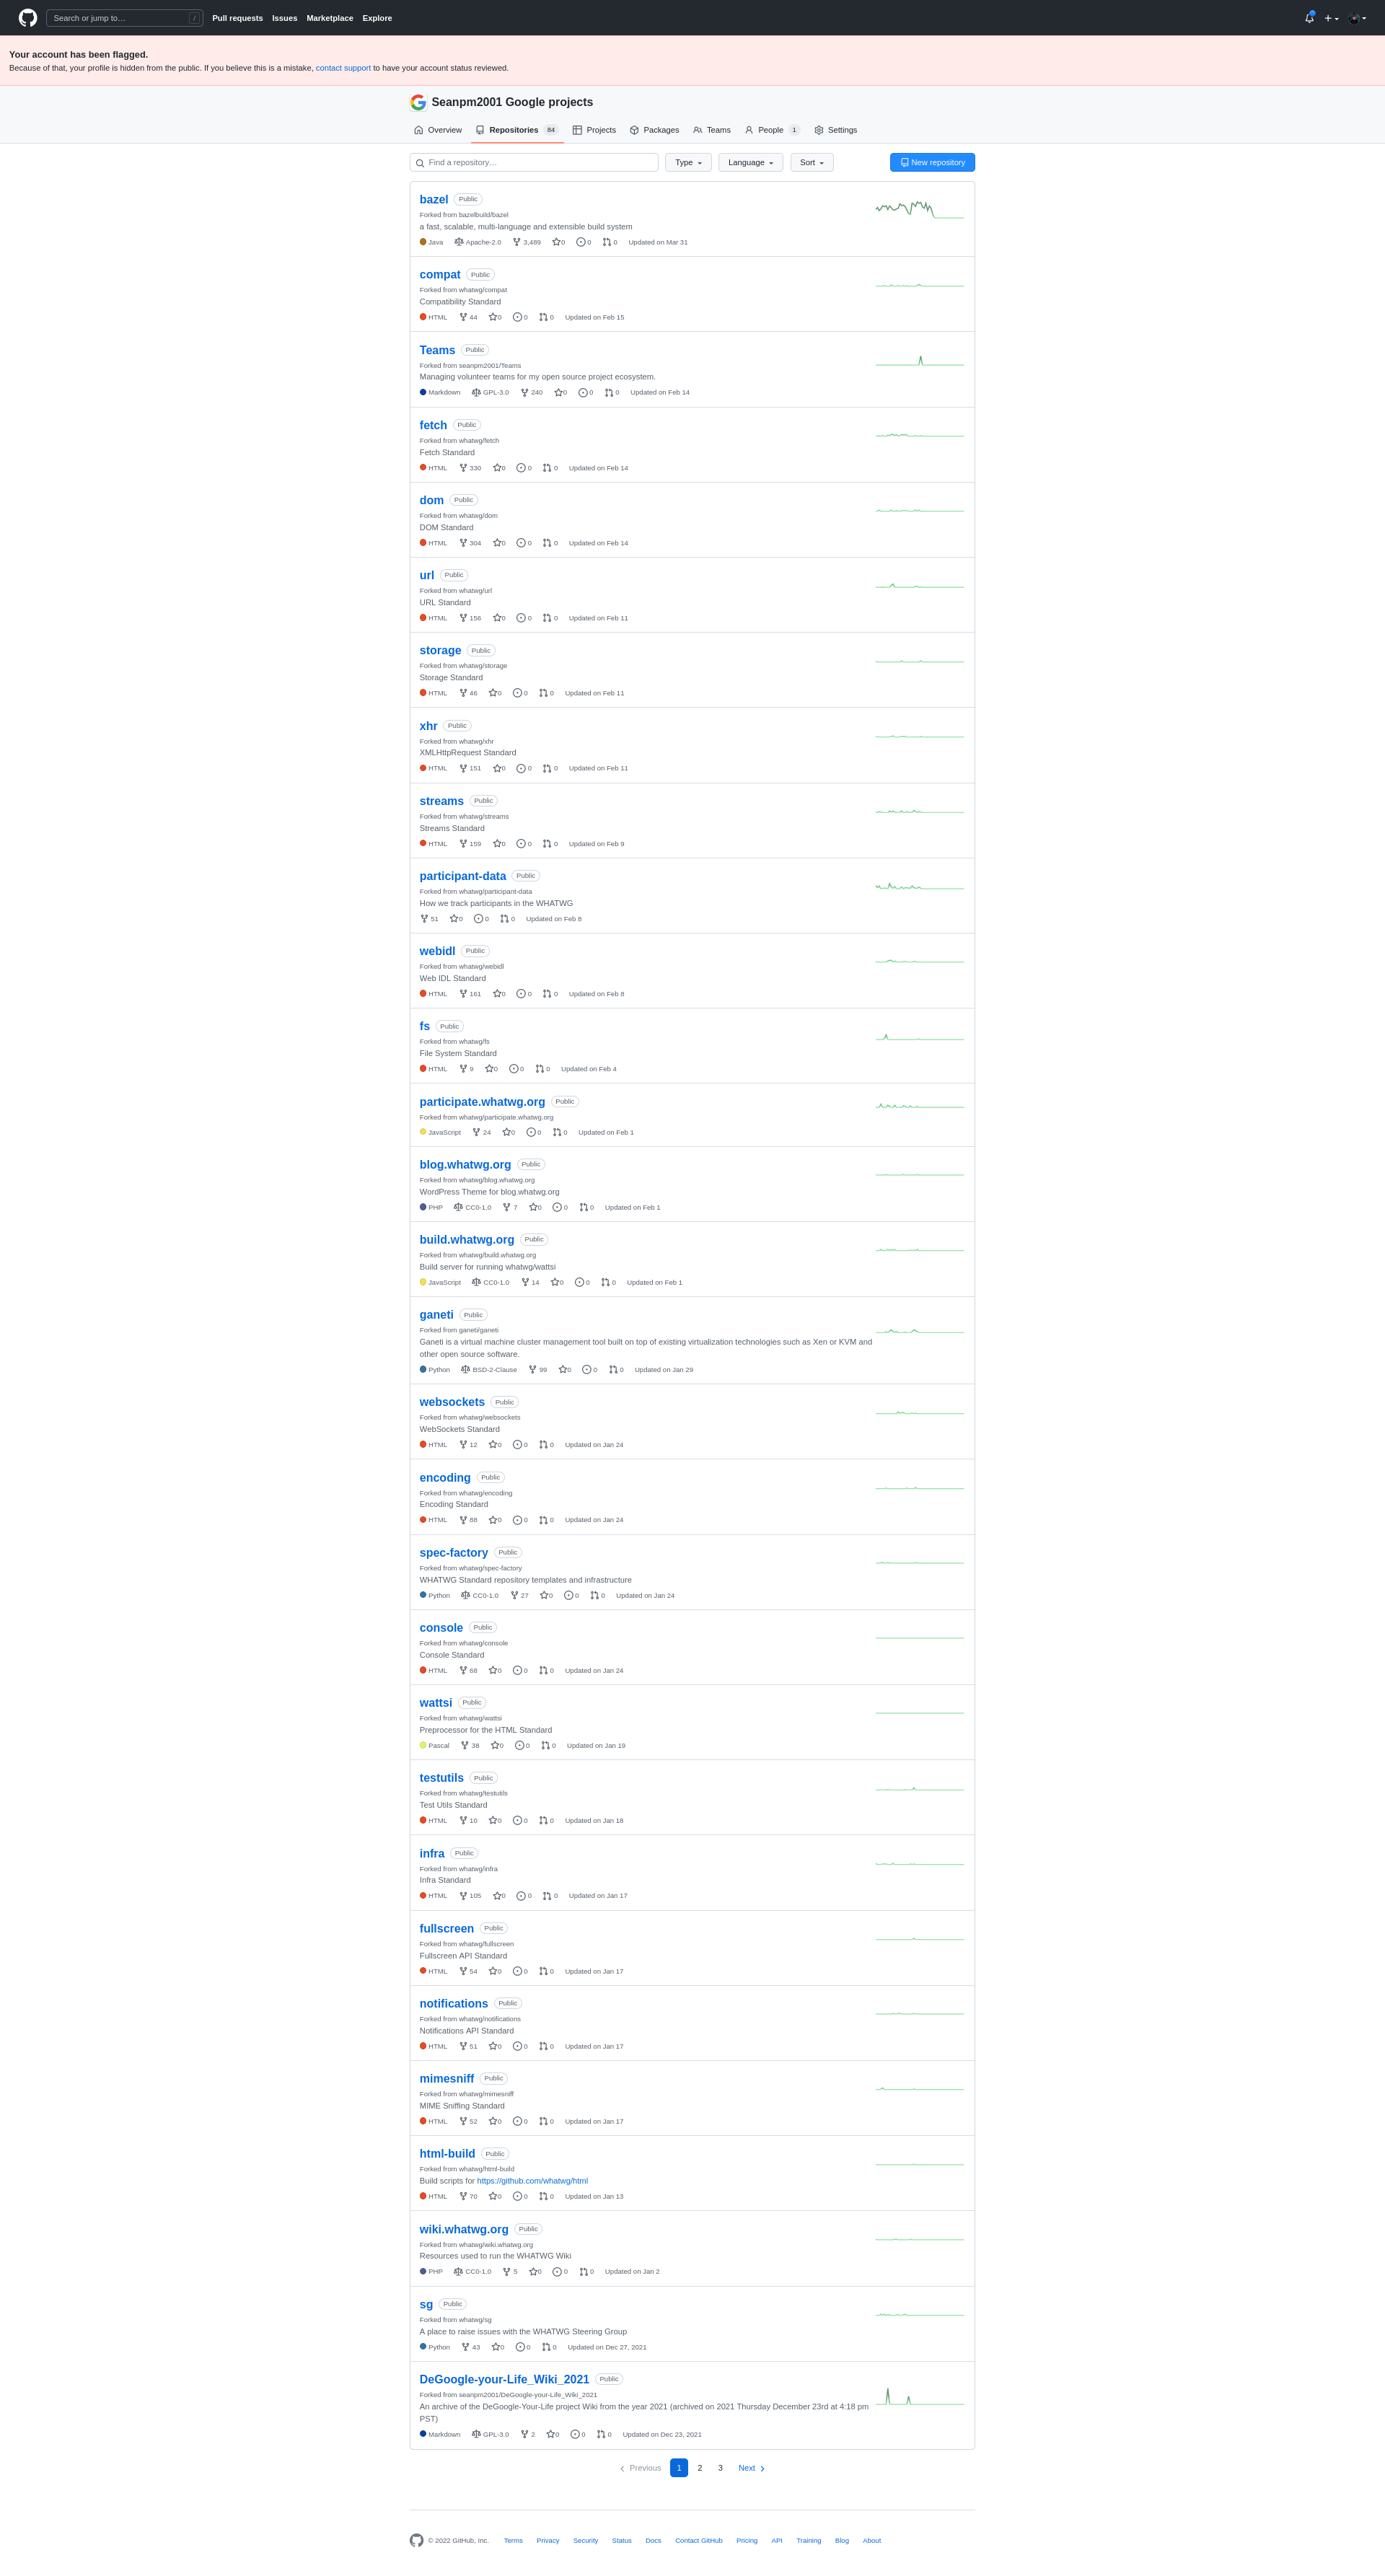 Search or jump to… /
Pull requests Issues Marketplace Explore
Your account has been flagged.
Because of that, your profile is hidden from the public. If you believe this is a mistake, contact support to have your account status reviewed.
Seanpm2001 Google projects
Overview Repositories 84 Projects Packages Teams People 1 Settings
Find a repository… Type Language Sort New repository
bazel Public
Forked from bazelbuild/bazel
a fast, scalable, multi-language and extensible build system
Java Apache-2.0 3,489 0 0 0 Updated on Mar 31
compat Public
Forked from whatwg/compat
Compatibility Standard
HTML 44 0 0 0 Updated on Feb 15
Teams Public
Forked from seanpm2001/Teams
Managing volunteer teams for my open source project ecosystem.
Markdown GPL-3.0 240 0 0 0 Updated on Feb 14
fetch Public
Forked from whatwg/fetch
Fetch Standard
HTML 330 0 0 0 Updated on Feb 14
dom Public
Forked from whatwg/dom
DOM Standard
HTML 304 0 0 0 Updated on Feb 14
url Public
Forked from whatwg/url
URL Standard
HTML 156 0 0 0 Updated on Feb 11
storage Public
Forked from whatwg/storage
Storage Standard
HTML 46 0 0 0 Updated on Feb 11
xhr Public
Forked from whatwg/xhr
XMLHttpRequest Standard
HTML 151 0 0 0 Updated on Feb 11
streams Public
Forked from whatwg/streams
Streams Standard
HTML 159 0 0 0 Updated on Feb 9
participant-data Public
Forked from whatwg/participant-data
How we track participants in the WHATWG
51 0 0 0 Updated on Feb 8
webidl Public
Forked from whatwg/webidl
Web IDL Standard
HTML 161 0 0 0 Updated on Feb 8
fs Public
Forked from whatwg/fs
File System Standard
HTML 9 0 0 0 Updated on Feb 4
participate.whatwg.org Public
Forked from whatwg/participate.whatwg.org
JavaScript 24 0 0 0 Updated on Feb 1
blog.whatwg.org Public
Forked from whatwg/blog.whatwg.org
WordPress Theme for blog.whatwg.org
PHP CC0-1.0 7 0 0 0 Updated on Feb 1
build.whatwg.org Public
Forked from whatwg/build.whatwg.org
Build server for running whatwg/wattsi
JavaScript CC0-1.0 14 0 0 0 Updated on Feb 1
ganeti Public
Forked from ganeti/ganeti
Ganeti is a virtual machine cluster management tool built on top of existing virtualization technologies such as Xen or KVM and
other open source software.
Python BSD-2-Clause 99 0 0 0 Updated on Jan 29
websockets Public
Forked from whatwg/websockets
WebSockets Standard
HTML 12 0 0 0 Updated on Jan 24
encoding Public
Forked from whatwg/encoding
Encoding Standard
HTML 88 0 0 0 Updated on Jan 24
spec-factory Public
Forked from whatwg/spec-factory
WHATWG Standard repository templates and infrastructure
Python CC0-1.0 27 0 0 0 Updated on Jan 24
console Public
Forked from whatwg/console
Console Standard
HTML 68 0 0 0 Updated on Jan 24
wattsi Public
Forked from whatwg/wattsi
Preprocessor for the HTML Standard
Pascal 38 0 0 0 Updated on Jan 19
testutils Public
Forked from whatwg/testutils
Test Utils Standard
HTML 10 0 0 0 Updated on Jan 18
infra Public
Forked from whatwg/infra
Infra Standard
HTML 105 0 0 0 Updated on Jan 17
fullscreen Public
Forked from whatwg/fullscreen
Fullscreen API Standard
HTML 54 0 0 0 Updated on Jan 17
notifications Public
Forked from whatwg/notifications
Notifications API Standard
HTML 51 0 0 0 Updated on Jan 17
mimesniff Public
Forked from whatwg/mimesniff
MIME Sniffing Standard
HTML 52 0 0 0 Updated on Jan 17
html-build Public
Forked from whatwg/html-build
Build scripts for https://github.com/whatwg/html
HTML 70 0 0 0 Updated on Jan 13
wiki.whatwg.org Public
Forked from whatwg/wiki.whatwg.org
Resources used to run the WHATWG Wiki
PHP CC0-1.0 5 0 0 0 Updated on Jan 2
sg Public
Forked from whatwg/sg
A place to raise issues with the WHATWG Steering Group
Python 43 0 0 0 Updated on Dec 27, 2021
DeGoogle-your-Life_Wiki_2021 Public
Forked from seanpm2001/DeGoogle-your-Life_Wiki_2021
An archive of the DeGoogle-Your-Life project Wiki from the year 2021 (archived on 2021 Thursday December 23rd at 4:18 pm
PST)
Markdown GPL-3.0 2 0 0 0 Updated on Dec 23, 2021
Previous 1 2 3 Next
© 2022 GitHub, Inc. Terms Privacy Security Status Docs Contact GitHub Pricing API Training Blog About